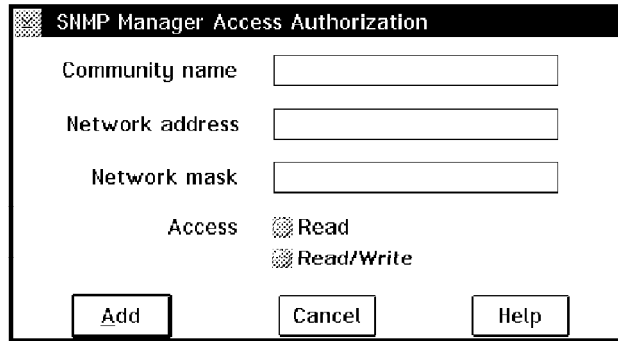 SNMP Manager Access Authorization
Community name
Network address
Network mask
Access Read
Read/Write
Add Cancel Help